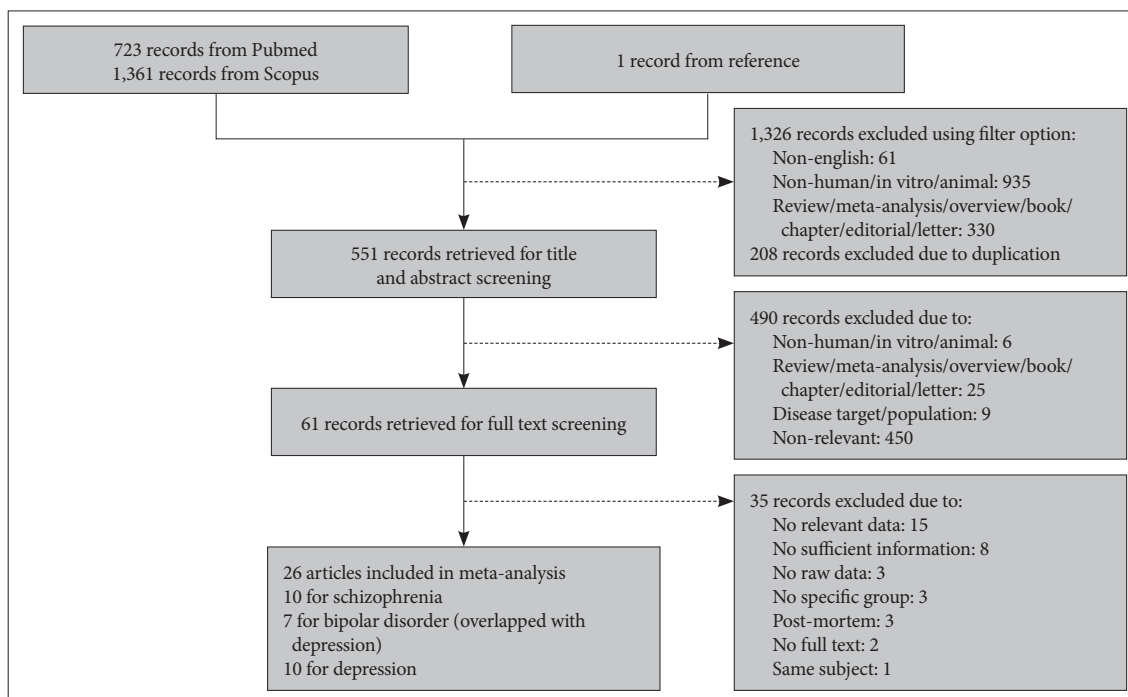 723 records from Pubmed
1,361 records from Scopus
1 record from reference
1,326 records excluded using filter option:
Non-english: 61
Non-human/in vitro/animal: 935
Review/meta-analysis/overview/book/
chapter/editorial/letter: 330
208 records excluded due to duplication
551 records retrieved for title
and abstract screening
490 records excluded due to:
Non-human/in vitro/animal: 6
Review/meta-analysis/overview/book/
chapter/editorial/letter: 25
Disease target/population: 9
Non-relevant: 450
61 records retrieved for full text screening
35 records excluded due to:
No relevant data: 15
No sufficient information: 8
No raw data: 3
No specific group: 3
Post-mortem: 3
No full text: 2
Same subject: 1
26 articles included in meta-analysis
10 for schizophrenia
7 for bipolar disorder (overlapped with
depression)
10 for depression